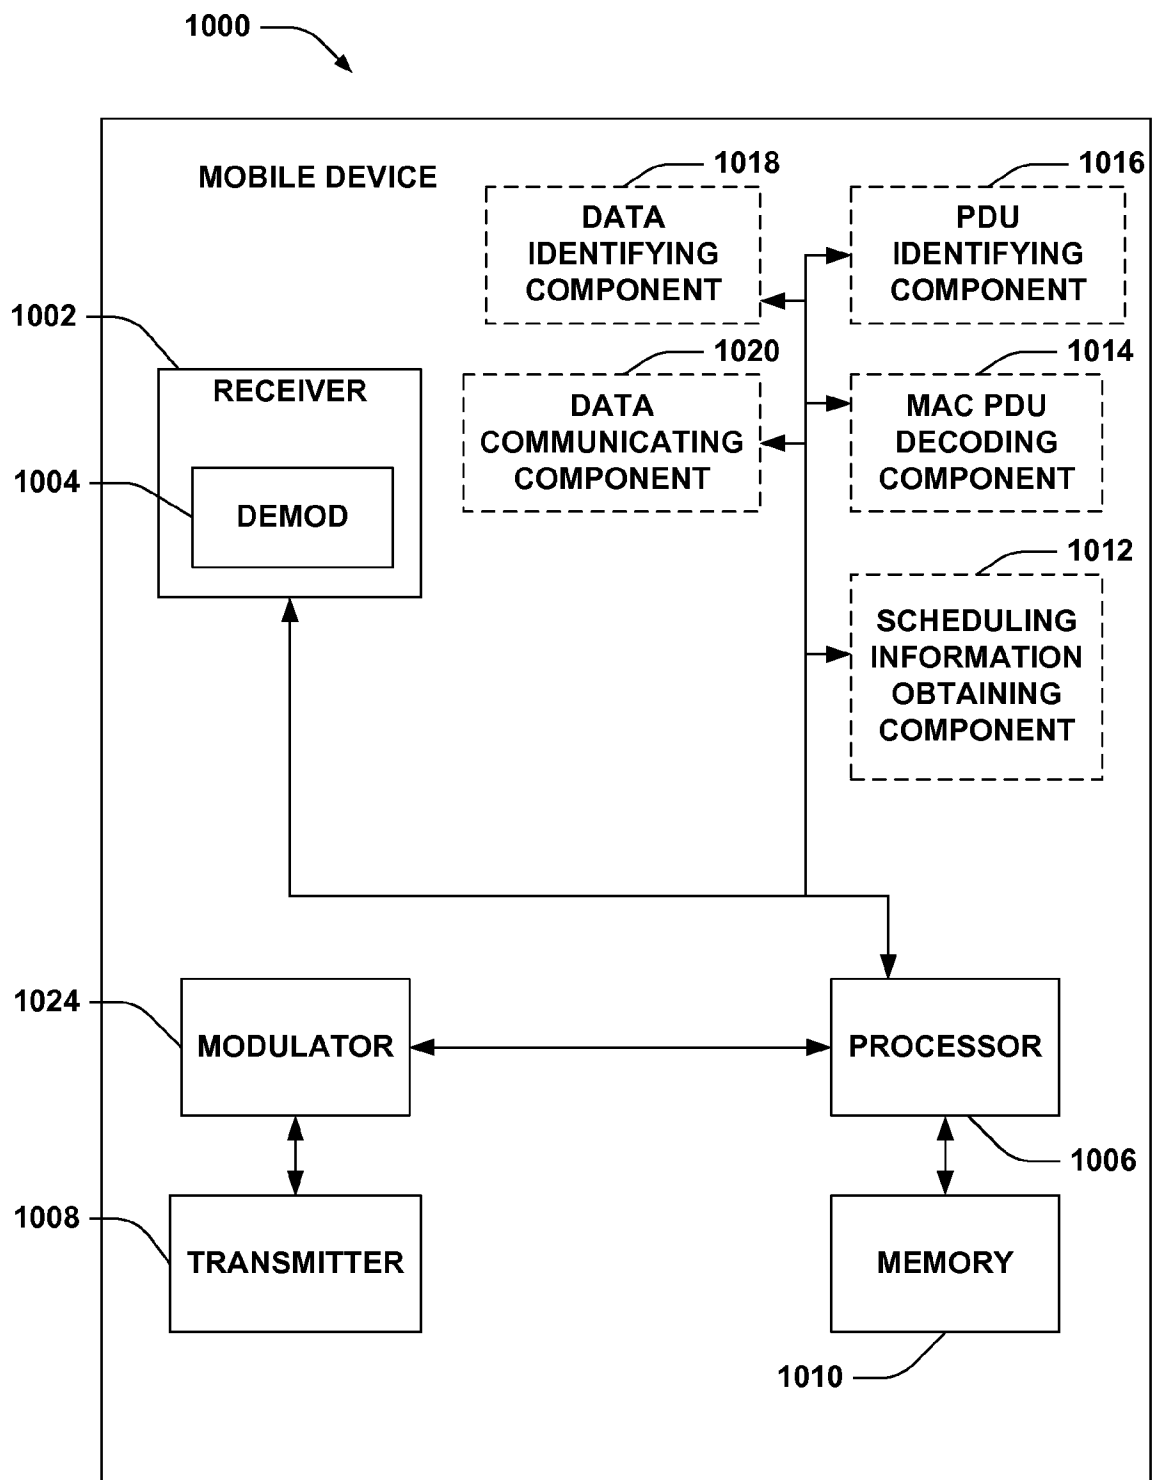 1000
MOBILE DEVICE
1018
DATA
IDENTIFYING
COMPONENT
1016
PDU
IDENTIFYING
COMPONENT
1002
RECEIVER
1004
DEMOD
1020
DATA
COMMUNICATING
COMPONENT
1014
MAC PDU
DECODING
COMPONENT
1012
SCHEDULING
INFORMATION
OBTAINING
COMPONENT
1024
MODULATOR
PROCESSOR
1006
1008
TRANSMITTER
MEMORY
1010